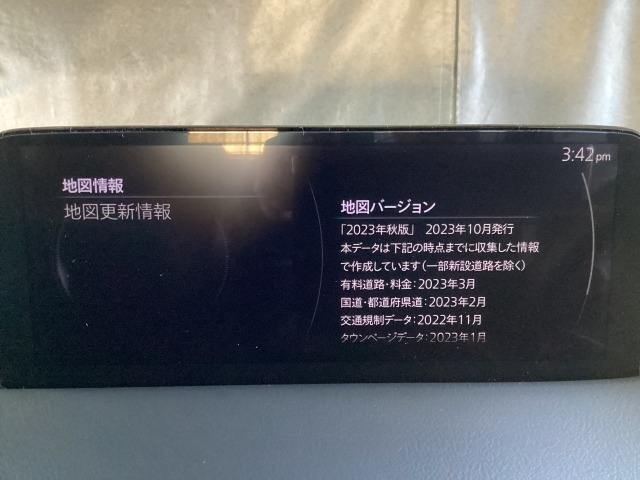 3:42 pm
地図情報
地図更新情報
地図バージョン
「2023年秋版」 2023年10月発行
本データは下記の時点までに収集した情報
で作成しています(一部新設道路を除く)
有料道路・料金:2023年3月
国道・都道府県道:2023年2月
交通規制データ:2022年11月
タウンページデータ:2023年1月